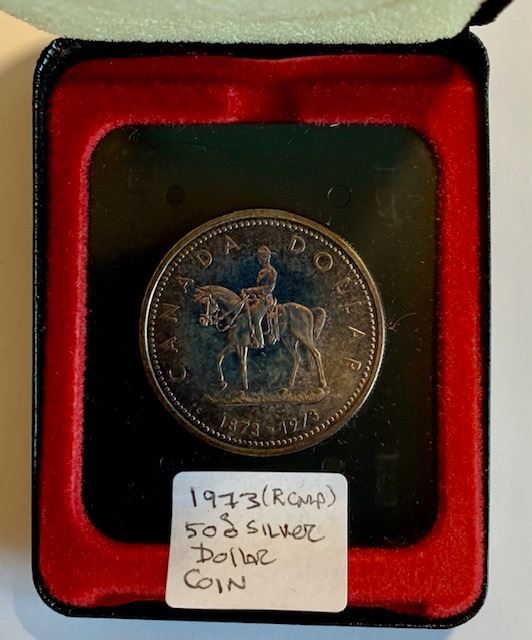 CANADA DOLLAR
1873 - 1973
1973 (RCMP)
50% SILVER
Dollar
COIN